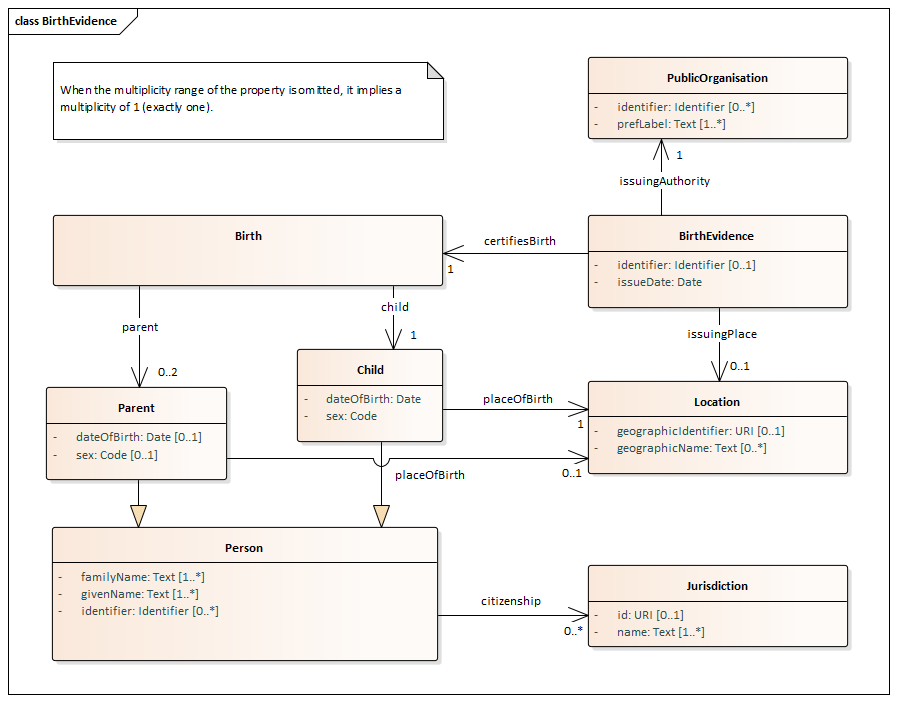 class BirthEvidence
When the multiplicity range of the property is omitted, it implies a
multiplicity of 1 (exactly one).
PublicOrganisation
- identifier: Identifier [0..*]
- prefLabel: Text [1..*]
1
issuingAuthority
Birth
certifiesBirth
1
BirthEvidence
- identifier: Identifier [0..1]
- issueDate: Date
parent
0..2
child
1
issuingPlace
0..1
Child
- dateOfBirth: Date
- sex: Code
placeOfBirth
1
Location
- geographicIdentifier: URI [0..1]
- geographicName: Text [0..*]
Parent
- dateOfBirth: Date [0..1]
- sex: Code [0..1]
placeOfBirth
0..1
Person
- familyName: Text [1..*]
- givenName: Text [1..*]
- identifier: Identifier [0..*]
citizenship
0..*
Jurisdiction
- id: URI [0..1]
- name: Text [1..*]